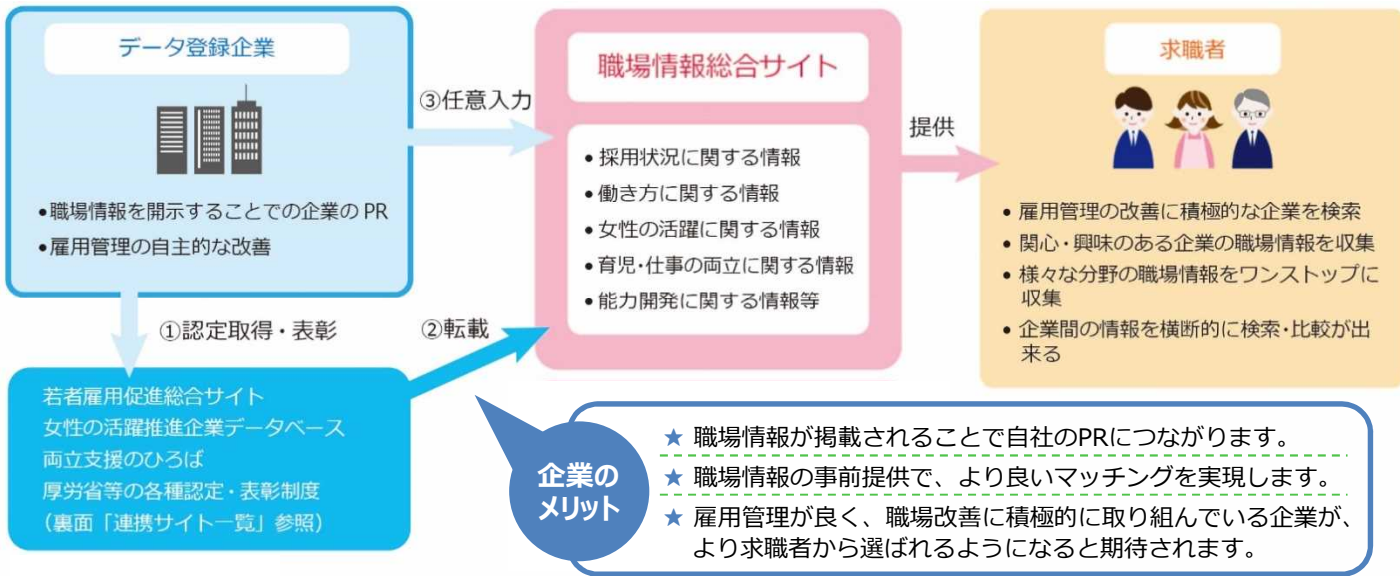 データ登録企業
•職場情報を開示することでの企業の PR
•雇用管理の自主的な改善
①認定取得・表彰
若者雇用促進総合サイト
女性の活躍推進企業データベース
両立支援のひろば
厚労省等の各種認定・表彰制度
(裏面「連携サイト一覧」参照)
③任意入力
②転載
職場情報総合サイト
• 採用状況に関する情報
• 働き方に関する情報
• 女性の活躍に関する情報
• 育児・仕事の両立に関する情報
• 能力開発に関する情報等
提供
求職者
• 雇用管理の改善に積極的な企業を検索
• 関心・興味のある企業の職場情報を収集
• 様々な分野の職場情報をワンストップに
収集
• 企業間の情報を横断的に検索・比較が出
来る
企業の
メリット
★ 職場情報が掲載されることで自社のPRにつながります。
★ 職場情報の事前提供で、より良いマッチングを実現します。
★ 雇用管理が良く、職場改善に積極的に取り組んでいる企業が、
より求職者から選ばれるようになると期待されます。